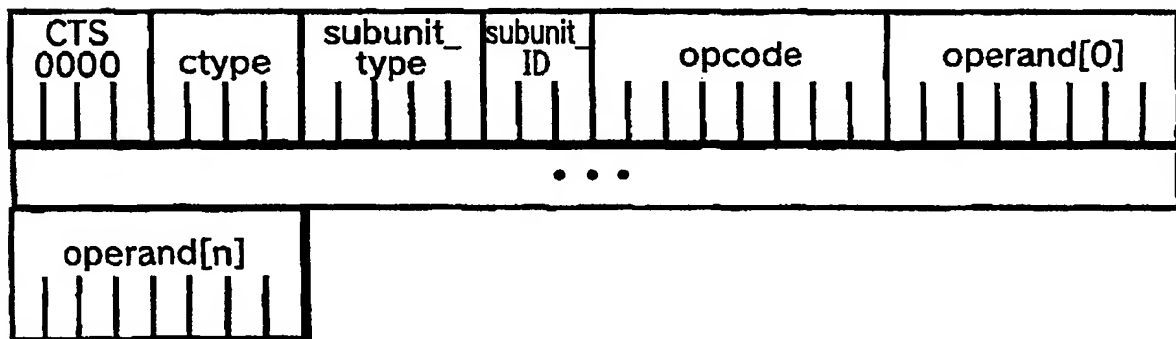 CTS
0000
ctype
subunit_
type
subunit_
ID
opcode
operand[0]
• • •
operand[n]